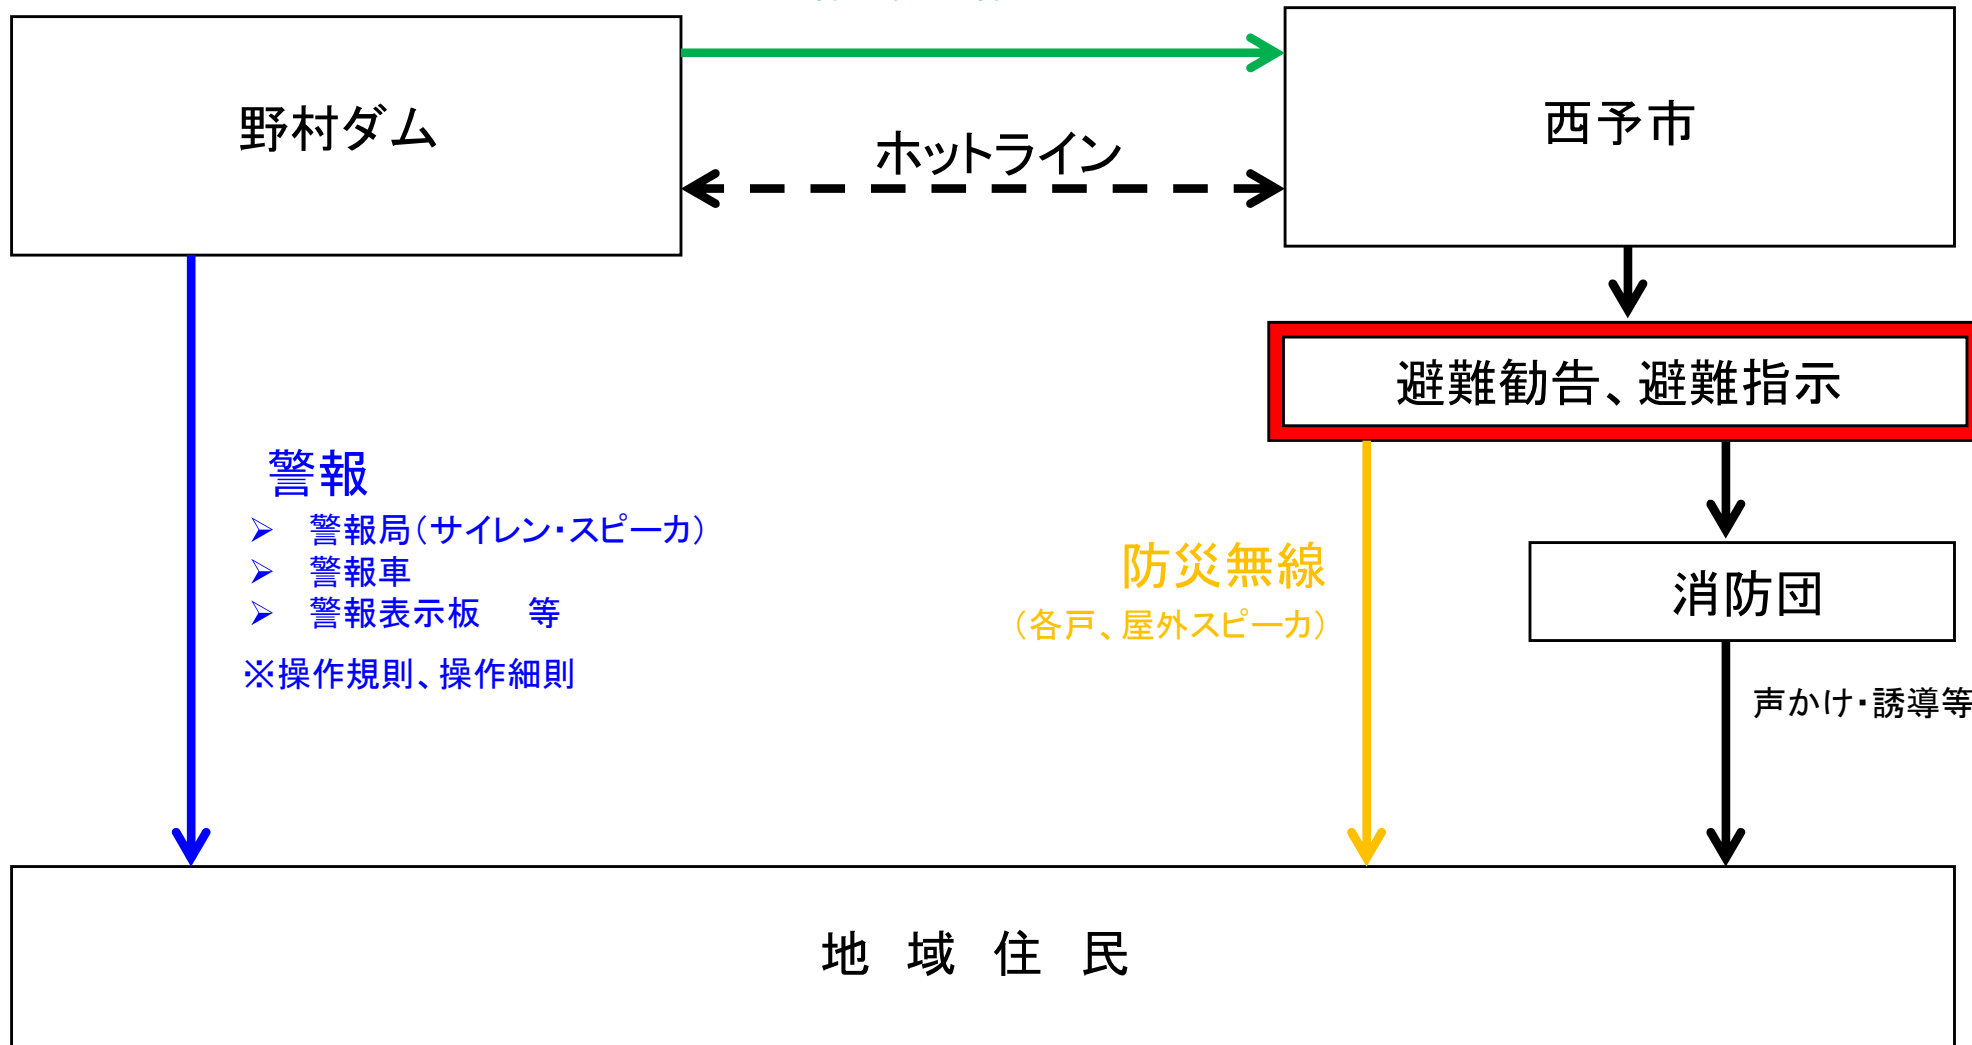 野村ダム
西予市
ホットライン
避難勧告、避難指示
警報
➢ 警報局(サイレン・スピーカ)
➢ 警報車
➢ 警報表示板 等
※操作規則、操作細則
防災無線
(各戸、屋外スピーカ)
消防団
声かけ・誘導等
地 域 住 民